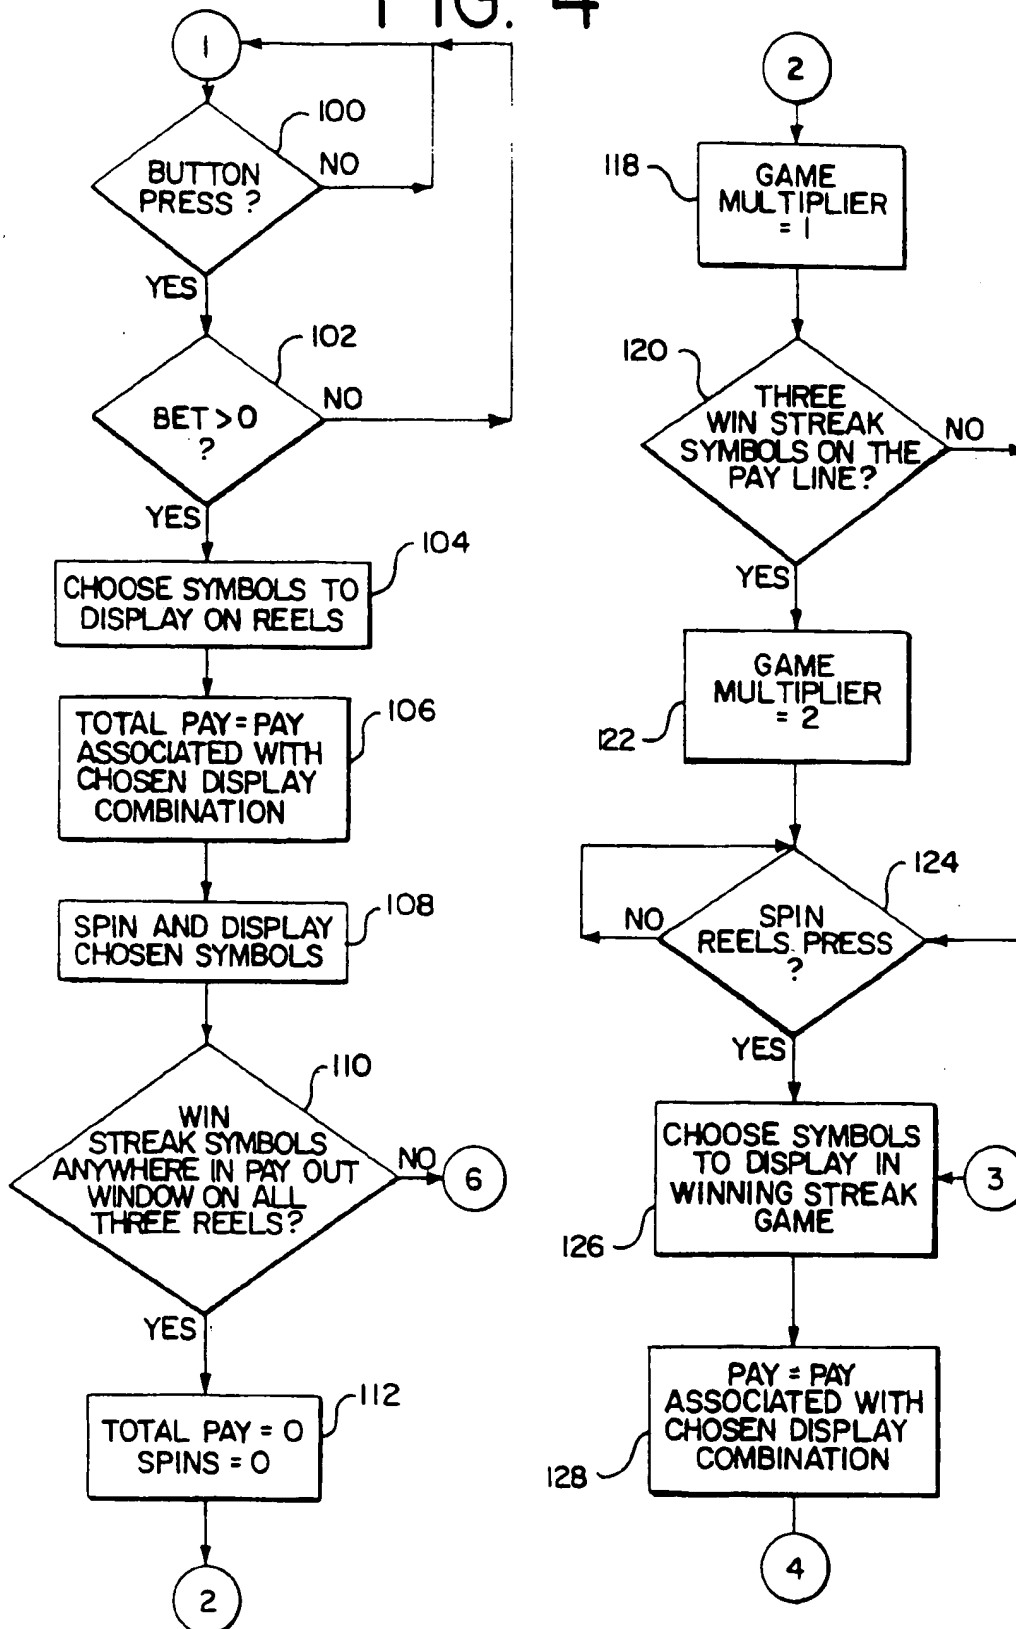 FIG. 4
1
100
BUTTON
PRESS ?
NO
YES
102
BET > 0
?
NO
YES
104
CHOOSE SYMBOLS TO
DISPLAY ON REELS
106
TOTAL PAY = PAY
ASSOCIATED WITH
CHOSEN DISPLAY
COMBINATION
108
SPIN AND DISPLAY
CHOSEN SYMBOLS
110
WIN
STREAK SYMBOLS
ANYWHERE IN PAY OUT
WINDOW ON ALL
THREE REELS?
NO
6
YES
112
TOTAL PAY = 0
SPINS = 0
2
2
118
GAME
MULTIPLIER
= 1
120
THREE
WIN STREAK
SYMBOLS ON THE
PAY LINE?
NO
YES
GAME
MULTIPLIER
= 2
122
124
SPIN
REELS PRESS
?
NO
YES
CHOOSE SYMBOLS
TO DISPLAY IN
WINNING STREAK
GAME
3
126
PAY = PAY
ASSOCIATED WITH
CHOSEN DISPLAY
COMBINATION
128
4